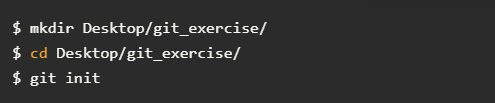 $ mkdir Desktop/git_exercise/
$ cd Desktop/git_exercise/
$ git init